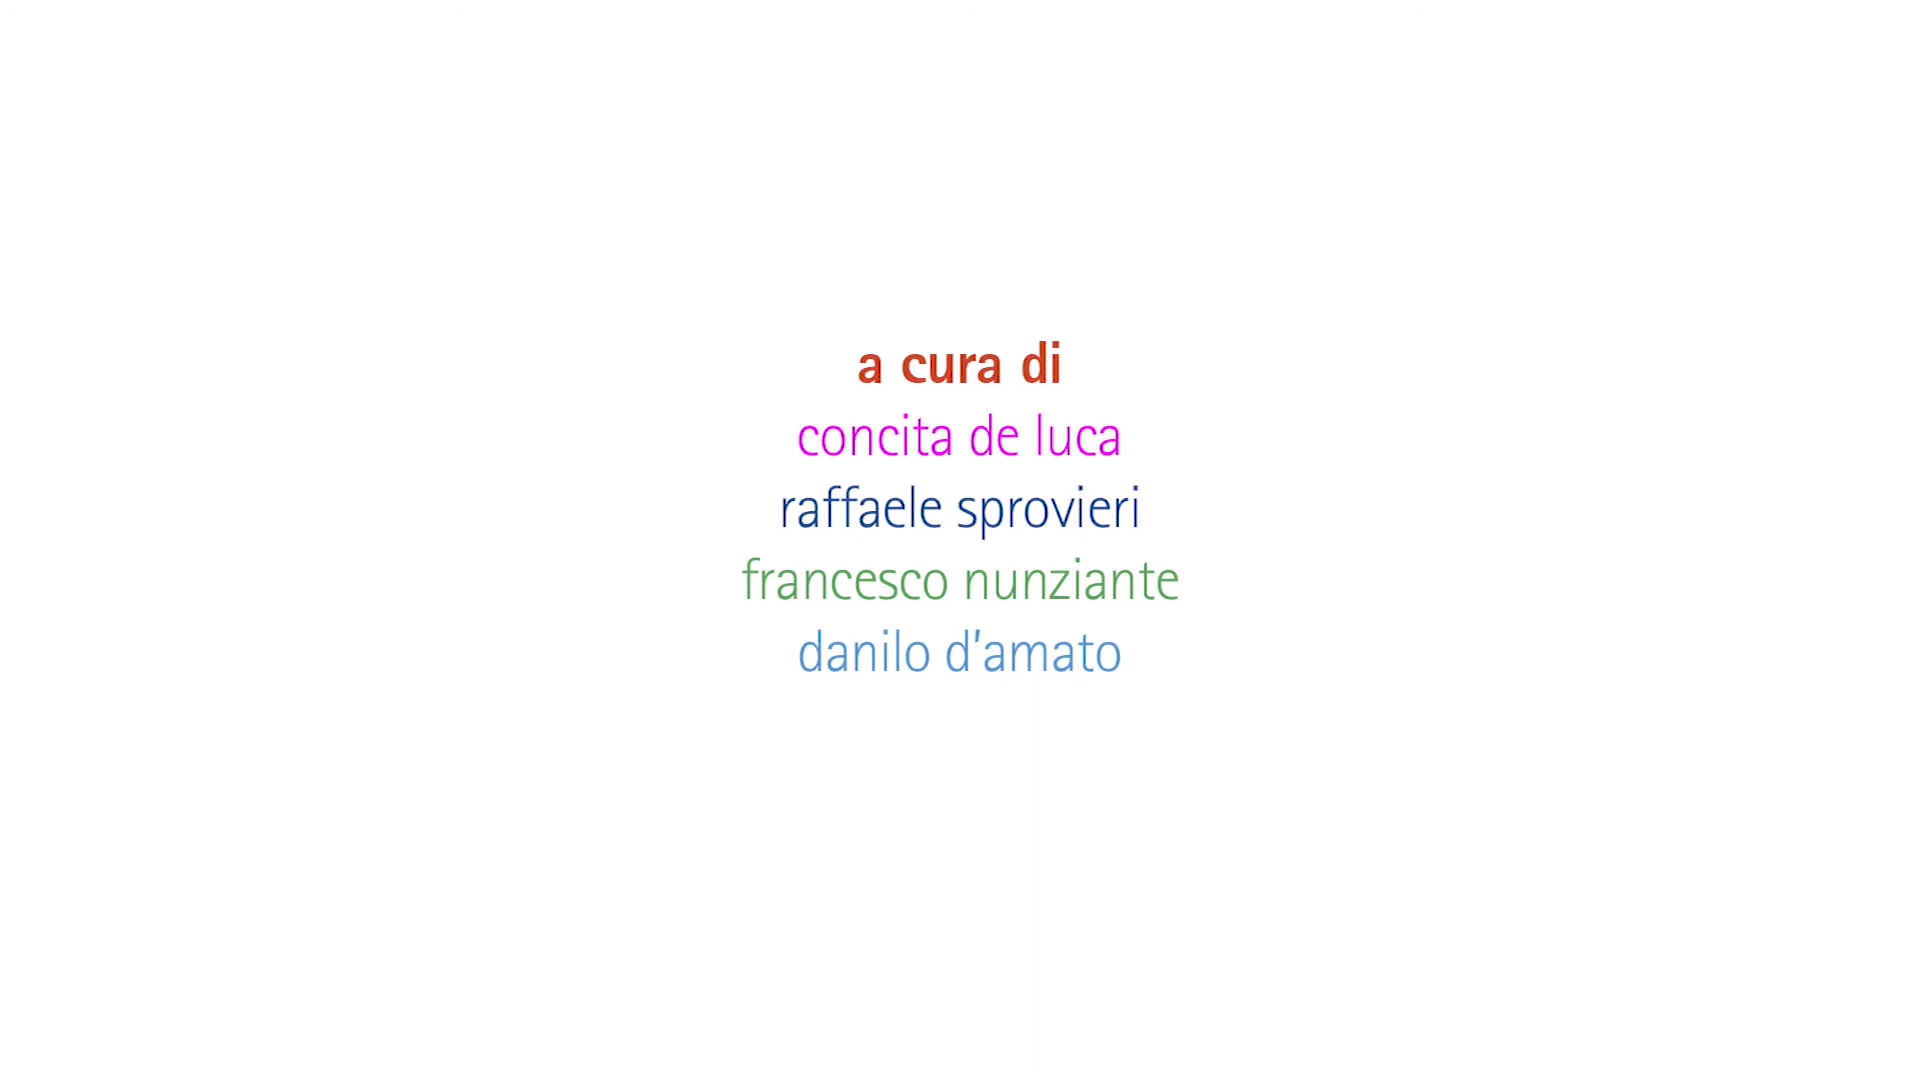 a cura di
concita de luca
raffaele sprovieri
francesco nunziante
danilo d’amato